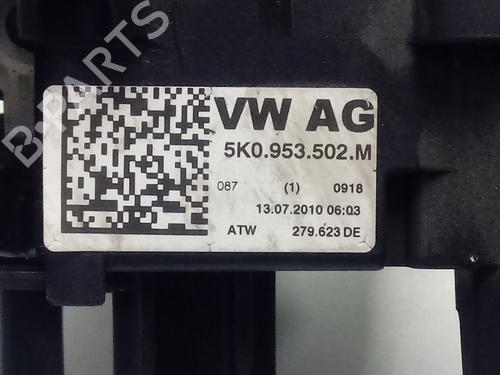 B-PARTS
VW AG
5K0.953.502.M
087 (1) 0918
13.07.2010 06:03
ATW 279.623 DE